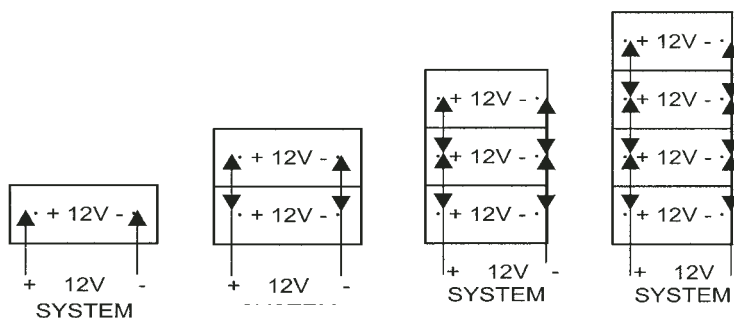 + 12V -
+ 12V -
SYSTEM
+ 12V -
+ 12V -
+ 12V -
+ 12V -
+ 12V -
+ 12V -
+ 12V -
SYSTEM
+ 12V -
+ 12V -
+ 12V -
+ 12V -
+ 12V
SYSTEM